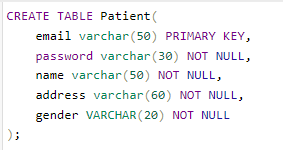 CREATE TABLE Patient(
email varchar(50) PRIMARY KEY,
password varchar(30) NOT NULL,
name varchar(50) NOT NULL,
address varchar(60) NOT NULL,
gender VARCHAR(20) NOT NULL
);